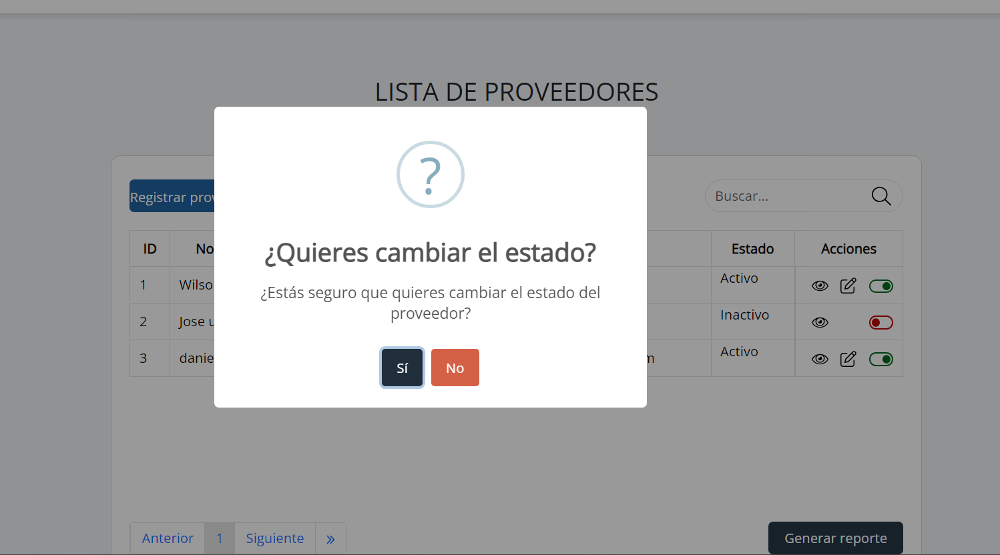 LISTA DE PROVEEDORES
?
¿Quieres cambiar el estado?
¿Estás seguro que quieres cambiar el estado del
proveedor?
Sí No
Registrar prov
Buscar...
ID No Estado Acciones
1 Wilso Activo
2 Jose u Inactivo
3 danie m Activo
Anterior 1 Siguiente »
Generar reporte